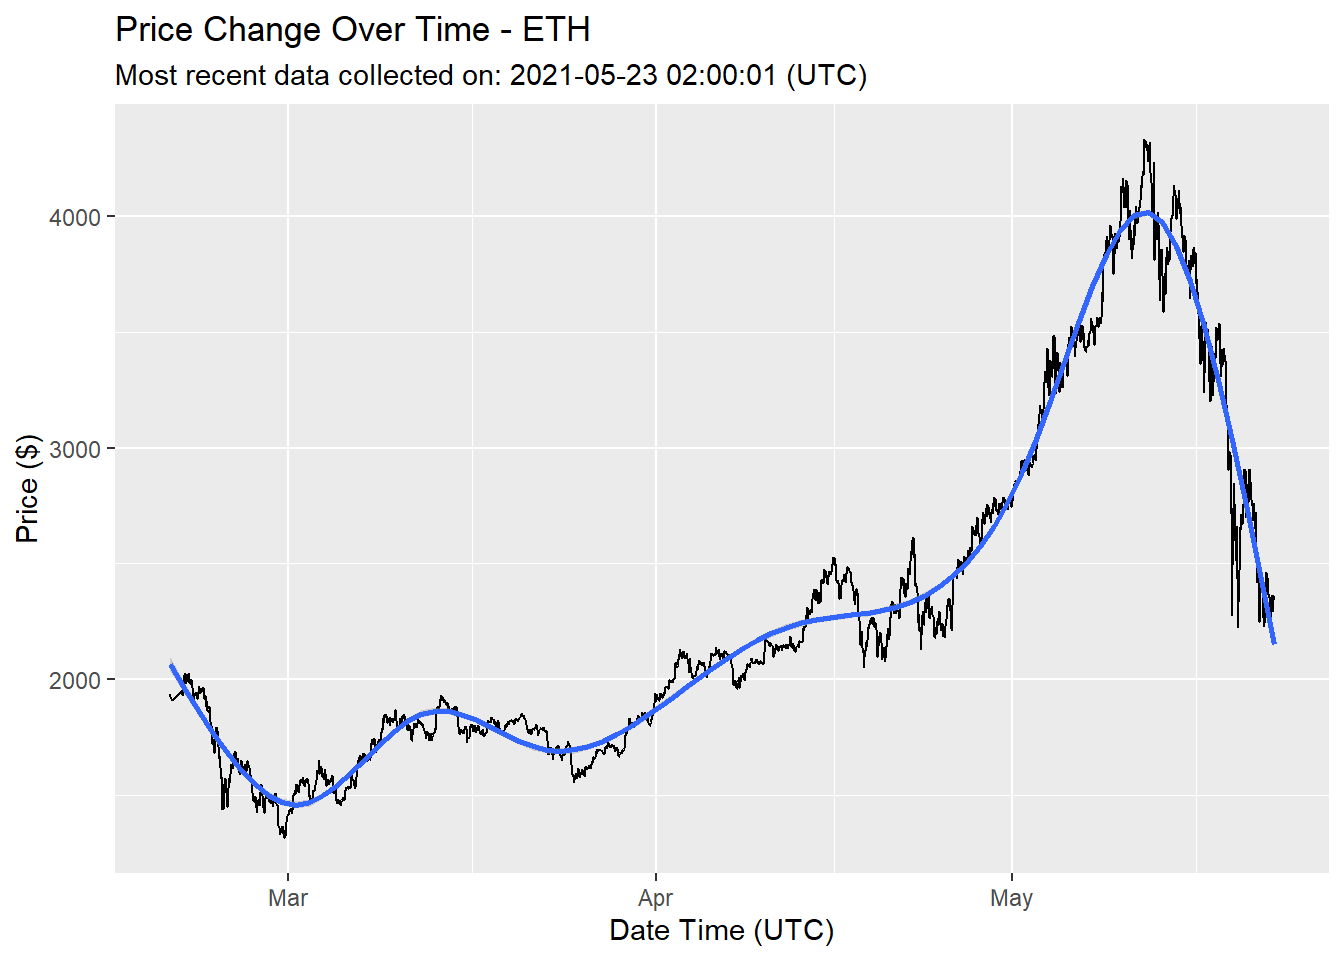 Price Change Over Time - ETH
Most recent data collected on: 2021-05-23 02:00:01 (UTC)
4000
3000
2000
Price ($)
Mar
Apr
May
Date Time (UTC)